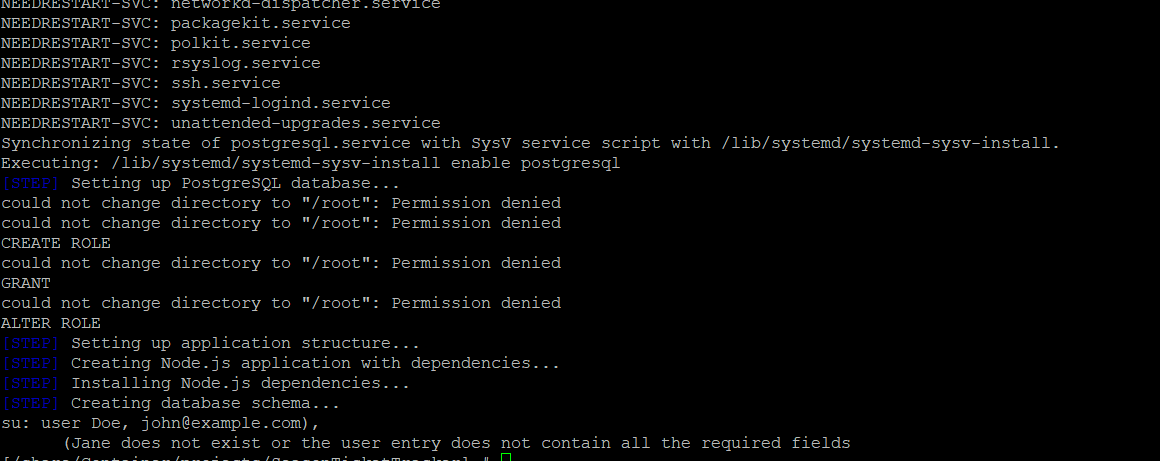 NEEDRESTART-SVC: networkd-dispatcher.service
NEEDRESTART-SVC: packagekit.service
NEEDRESTART-SVC: polkit.service
NEEDRESTART-SVC: rsyslog.service
NEEDRESTART-SVC: ssh.service
NEEDRESTART-SVC: systemd-logind.service
NEEDRESTART-SVC: unattended-upgrades.service
Synchronizing state of postgresql.service with SysV service script with /lib/systemd/systemd-sysv-install.
Executing: /lib/systemd/systemd-sysv-install enable postgresql
[STEP] Setting up PostgreSQL database...
could not change directory to "/root": Permission denied
could not change directory to "/root": Permission denied
CREATE ROLE
could not change directory to "/root": Permission denied
GRANT
could not change directory to "/root": Permission denied
ALTER ROLE
[STEP] Setting up application structure...
[STEP] Creating Node.js application with dependencies...
[STEP] Installing Node.js dependencies...
[STEP] Creating database schema...
su: user Doe, john@example.com),
(Jane does not exist or the user entry does not contain all the required fields
[/share/Container/projects/SeasonTicketTracker] #